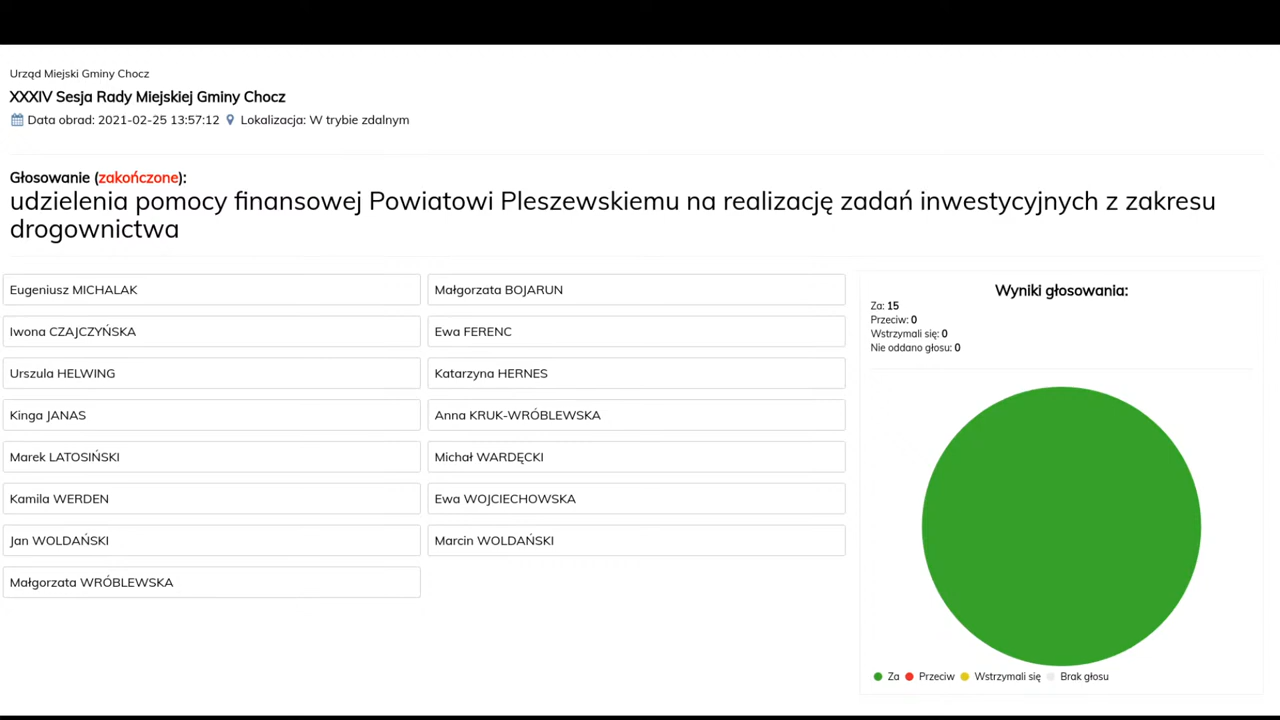 Urząd Miejski Gminy Chocz
XXXIV Sesja Rady Miejskiej Gminy Chocz
Data obrad: 2021-02-25 13:57:12 Lokalizacja: W trybie zdalnym
Głosowanie (zakończone):
udzielenia pomocy finansowej Powiatowi Pleszewskiemu na realizację zadań inwestycyjnych z zakresu
drogownictwa
Eugeniusz MICHALAK
Małgorzata BOJARUN
Iwona CZAJCZYŃSKA
Ewa FERENC
Urszula HELWING
Katarzyna HERNES
Kinga JANAS
Anna KRUK-WRÓBLEWSKA
Marek LATOSIŃSKI
Michał WARDĘCKI
Kamila WERDEN
Ewa WOJCIECHOWSKA
Jan WOLDAŃSKI
Marcin WOLDAŃSKI
Małgorzata WRÓBLEWSKA
Wyniki głosowania:
Za: 15
Przeciw: 0
Wstrzymali się: 0
Nie oddano głosu: 0
Za Przeciw Wstrzymali się Brak głosu